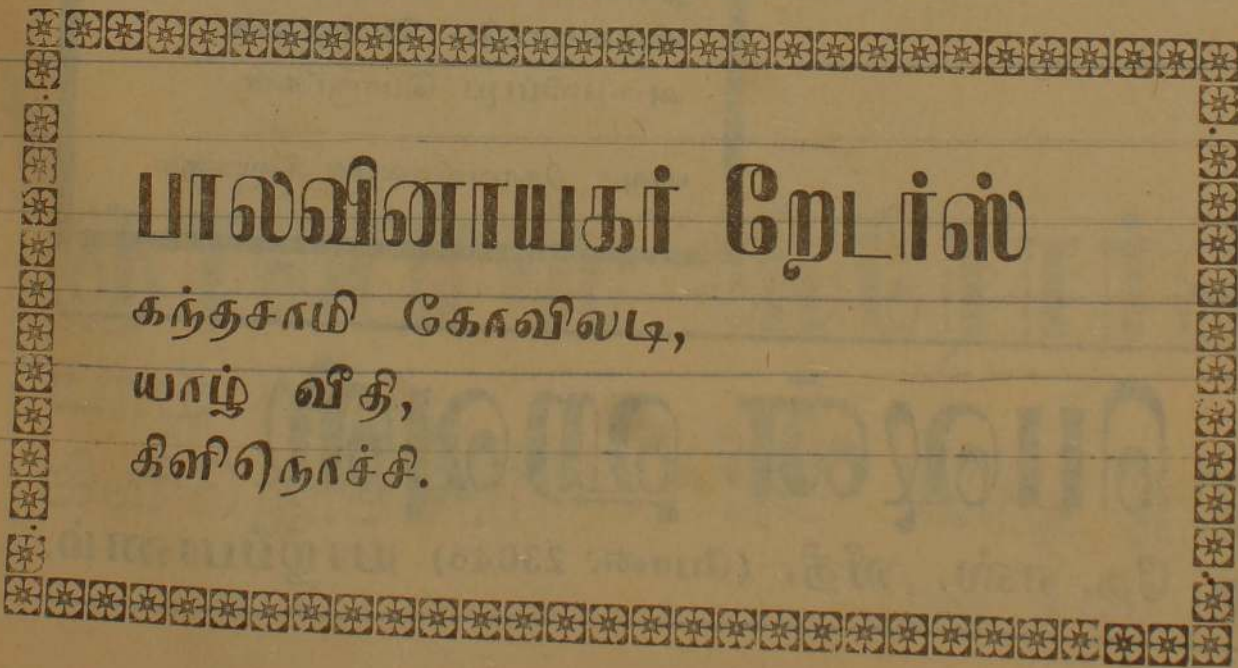 பாலவினாயகர் றேடர்ஸ்
கந்தசாமி கோவிலடி,
யாழ் வீதி,
கிளிநொச்சி.